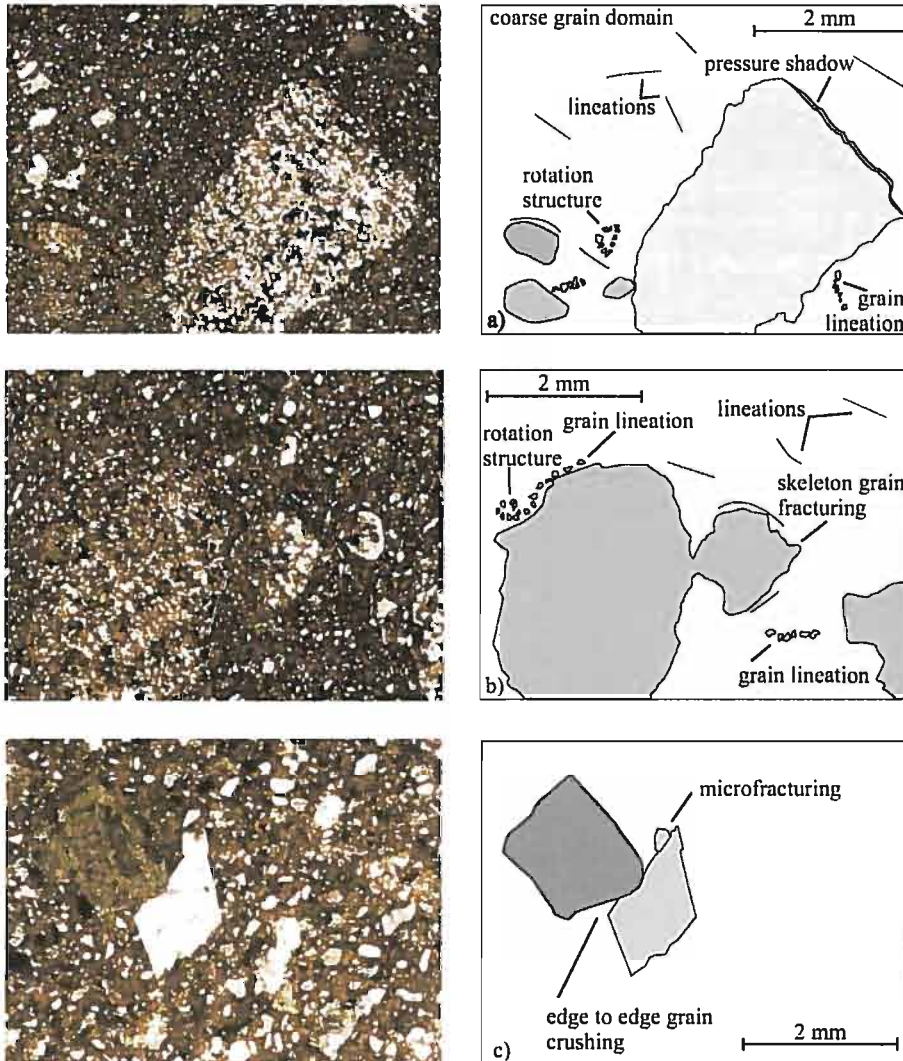 coarse grain domain
2 mm
pressure shadow
lineations
rotation
structure
grain
lineation
a)
2 mm
lineations
grain lineation
rotation
structure
skeleton grain
fracturing
grain lineation
b)
microfracturing
edge to edge grain
crushing
2 mm
c)